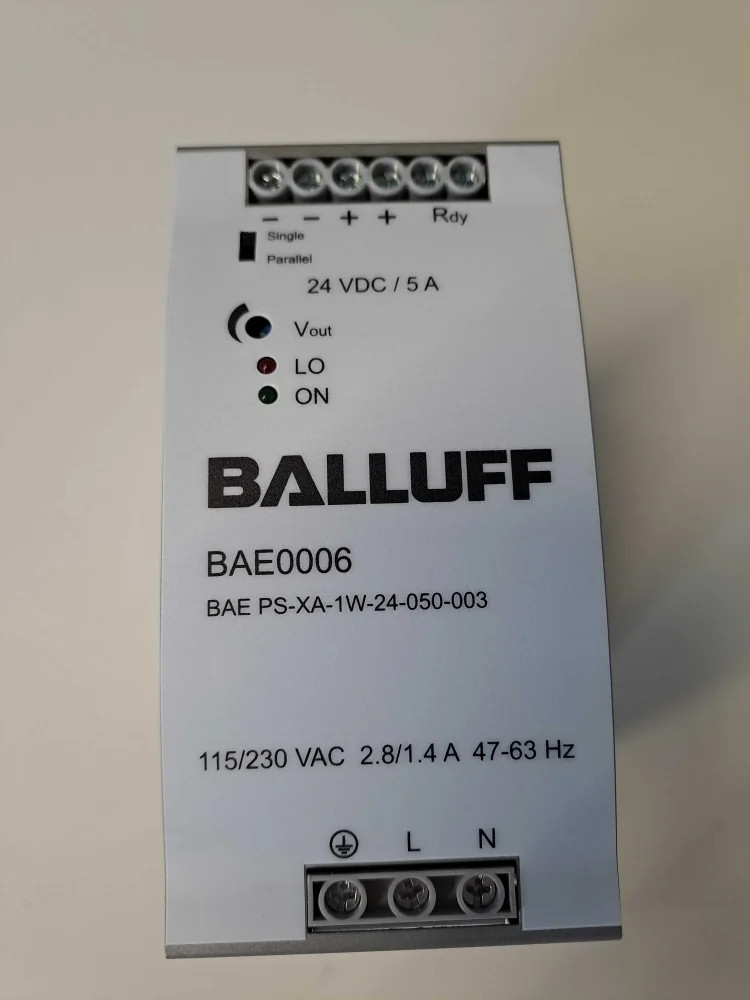 − − + + Rdy
Single
Parallel
24 VDC / 5 A
Vout
LO
ON
BALLUFF
BAE0006
BAE PS-XA-1W-24-050-003
115/230 VAC 2.8/1.4 A 47-63 Hz
L N